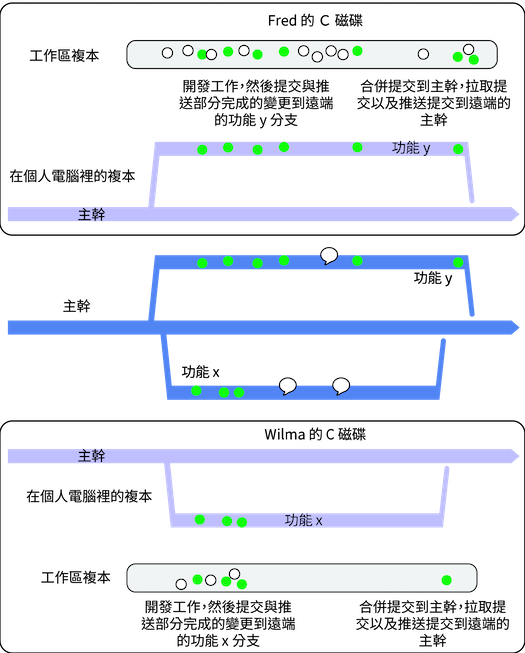 Fred 的 C 磁碟
工作區複本
開發工作,然後提交與推
送部分完成的變更到遠端
的功能 y 分支
合併提交到主幹,拉取提
交以及推送提交到遠端的
主幹
功能 y
在個人電腦裡的複本
主幹
功能 y
主幹
功能 x
Wilma 的 C 磁碟
主幹
在個人電腦裡的複本
功能 x
工作區複本
開發工作,然後提交與推
送部分完成的變更到遠端
的功能 x 分支
合併提交到主幹,拉取提
交以及推送提交到遠端的
主幹